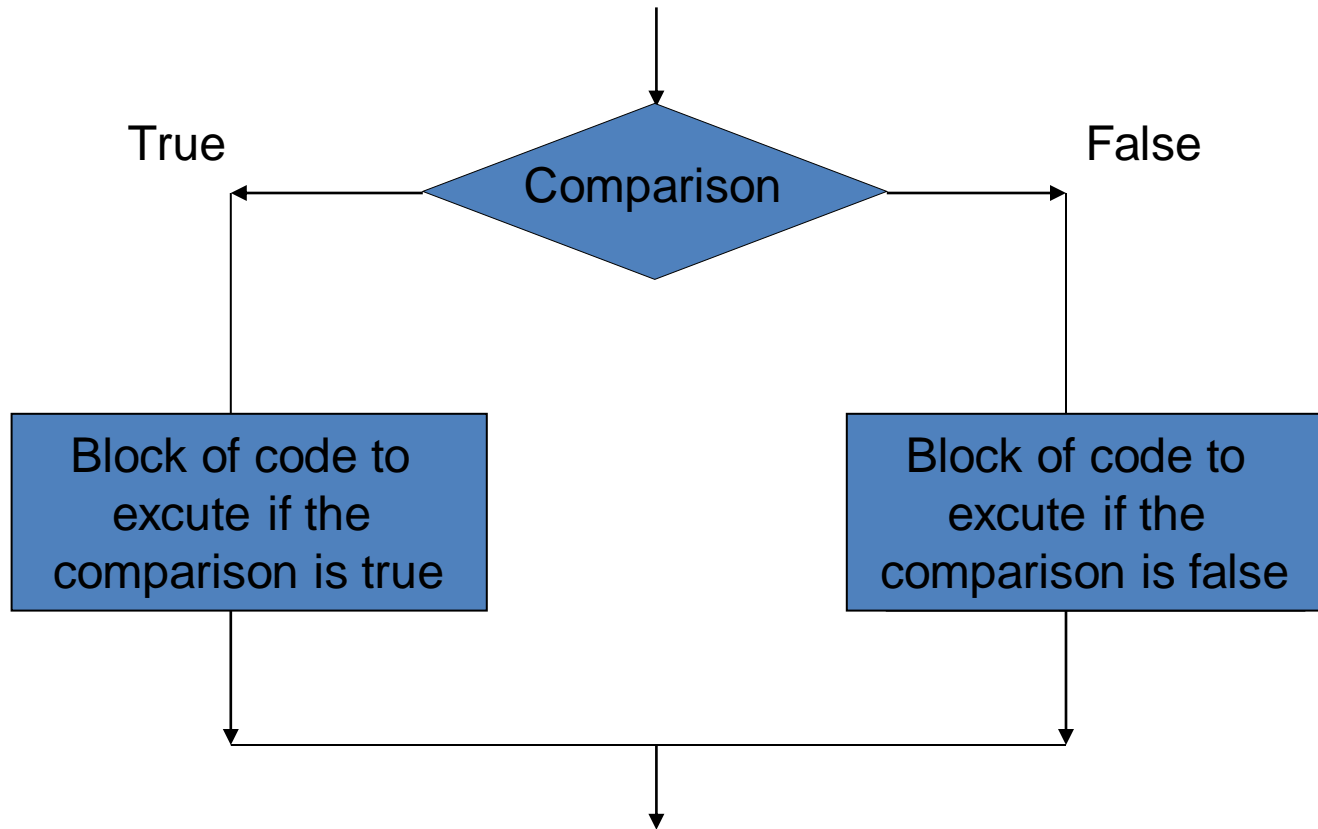 True
False
Comparison
Block of code to
excute if the
comparison is true
Block of code to
excute if the
comparison is false